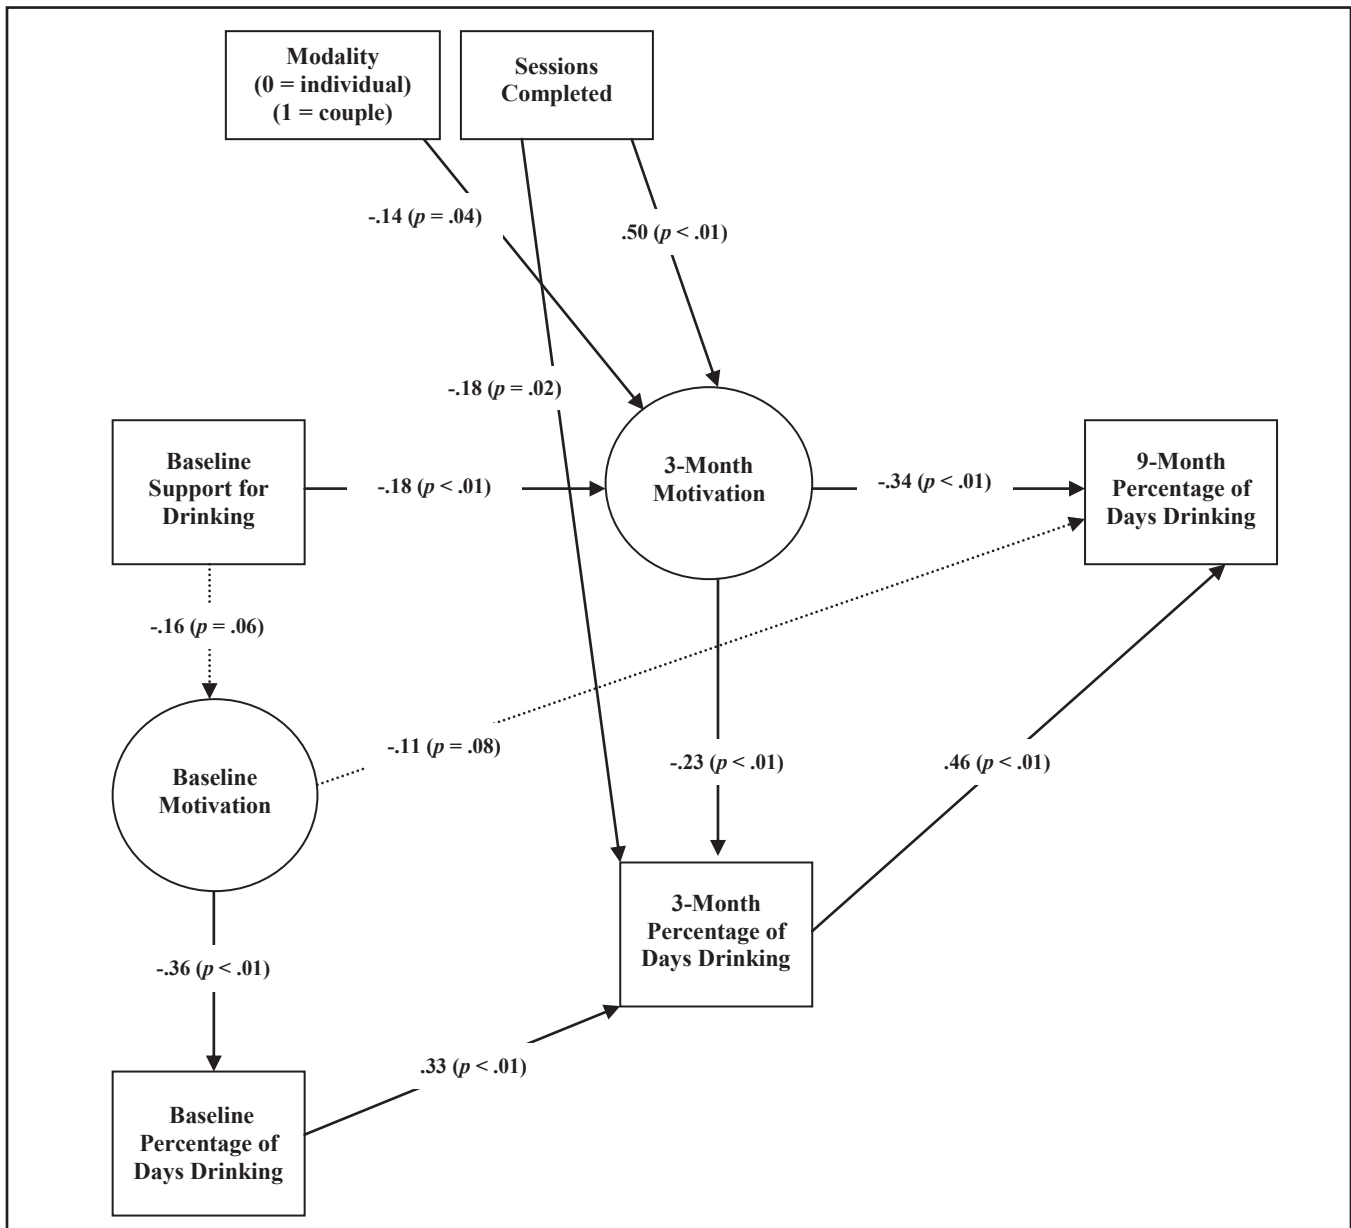 Modality
(0 = individual)
(1 = couple)
Sessions
Completed
-.14 (p = .04)
.50 (p < .01)
-.18 (p = .02)
Baseline
Support for
Drinking
-.18 (p < .01)
3-Month
Motivation
-.34 (p < .01)
9-Month
Percentage of
Days Drinking
-.16 (p = .06)
-.11 (p = .08)
Baseline
Motivation
-.23 (p < .01)
.46 (p < .01)
3-Month
Percentage of
Days Drinking
-.36 (p < .01)
.33 (p < .01)
Baseline
Percentage of
Days Drinking